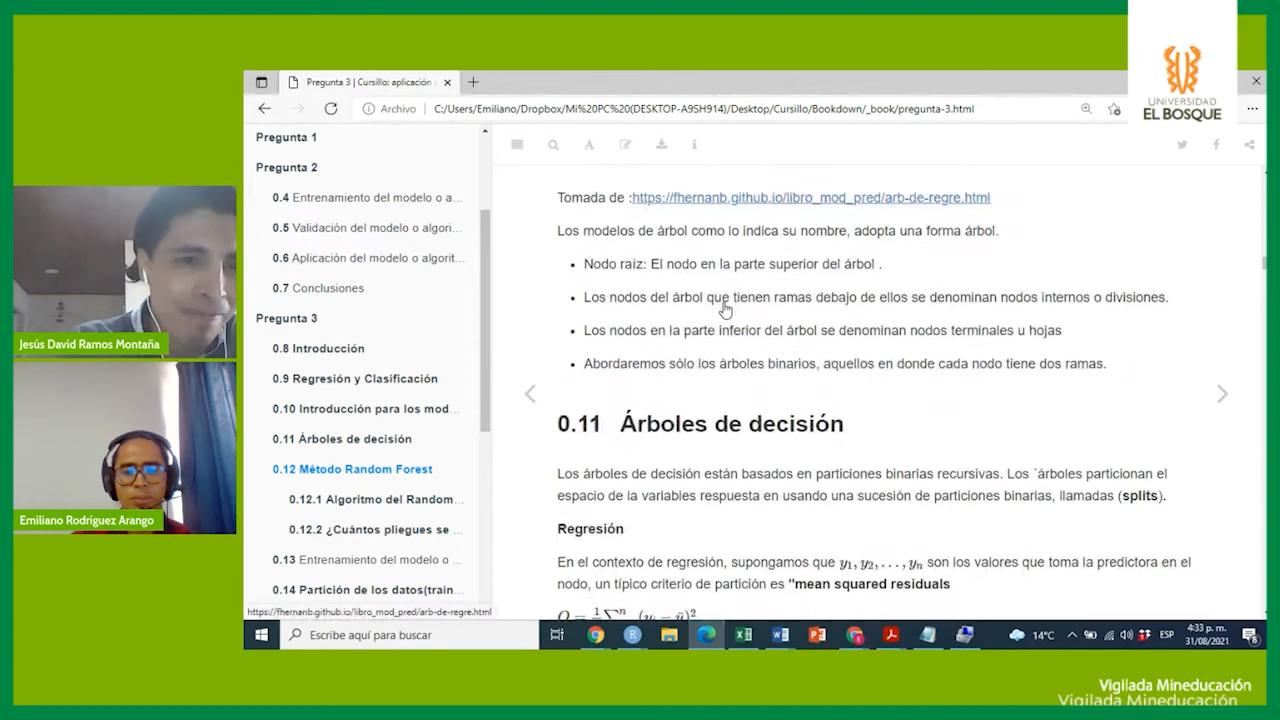 UNIVERSIDAD
EL BOSQUE
Pregunta 3 | Cursillo: aplicación
Archivo
C:/Users/Emiliano/Dropbox/Mi%20PC%20(DESKTOP-A9SH914)/Desktop/Cursillo/Bookdown/_book/pregunta-3.html
Pregunta 1
Pregunta 2
0.4 Entrenamiento del modelo o a...
0.5 Validación del modelo o algori...
0.6 Aplicación del modelo o algorit...
0.7 Conclusiones
Pregunta 3
0.8 Introducción
0.9 Regresión y Clasificación
0.10 Introducción para los mod...
0.11 Árboles de decisión
0.12 Método Random Forest
0.12.1 Algoritmo del Random...
0.12.2 ¿Cuántos pliegues se ...
0.13 Entrenamiento del modelo o ...
0.14 Partición de los datos(train...
https://fhernanb.github.io/libro_mod_pred/arb-de-regre.html
Tomada de :https://fhernanb.github.io/libro_mod_pred/arb-de-regre.html
Los modelos de árbol como lo indica su nombre, adopta una forma árbol.
• Nodo raíz: El nodo en la parte superior del árbol .
• Los nodos del árbol que tienen ramas debajo de ellos se denominan nodos internos o divisiones.
• Los nodos en la parte inferior del árbol se denominan nodos terminales u hojas
• Abordaremos sólo los árboles binarios, aquellos en donde cada nodo tiene dos ramas.
0.11 Árboles de decisión
Los árboles de decisión están basados en particiones binarias recursivas. Los ´árboles particionan el
espacio de la variables respuesta en usando una sucesión de particiones binarias, llamadas (splits).
Regresión
En el contexto de regresión, supongamos que y₁, y₂, . . . , yₙ son los valores que toma la predictora en el
nodo, un típico criterio de partición es "mean squared residuals
Jesús David Ramos Montaña
Emiliano Rodríguez Arango
Escribe aquí para buscar
14°C
ESP
4:33 p. m.
31/08/2021
Vigilada Mineducación
Vigilada Mineducación